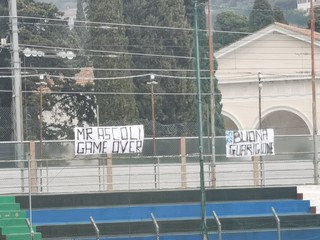 MR ASCOLI
GAME OVER
BUONA
GUARIGIONE